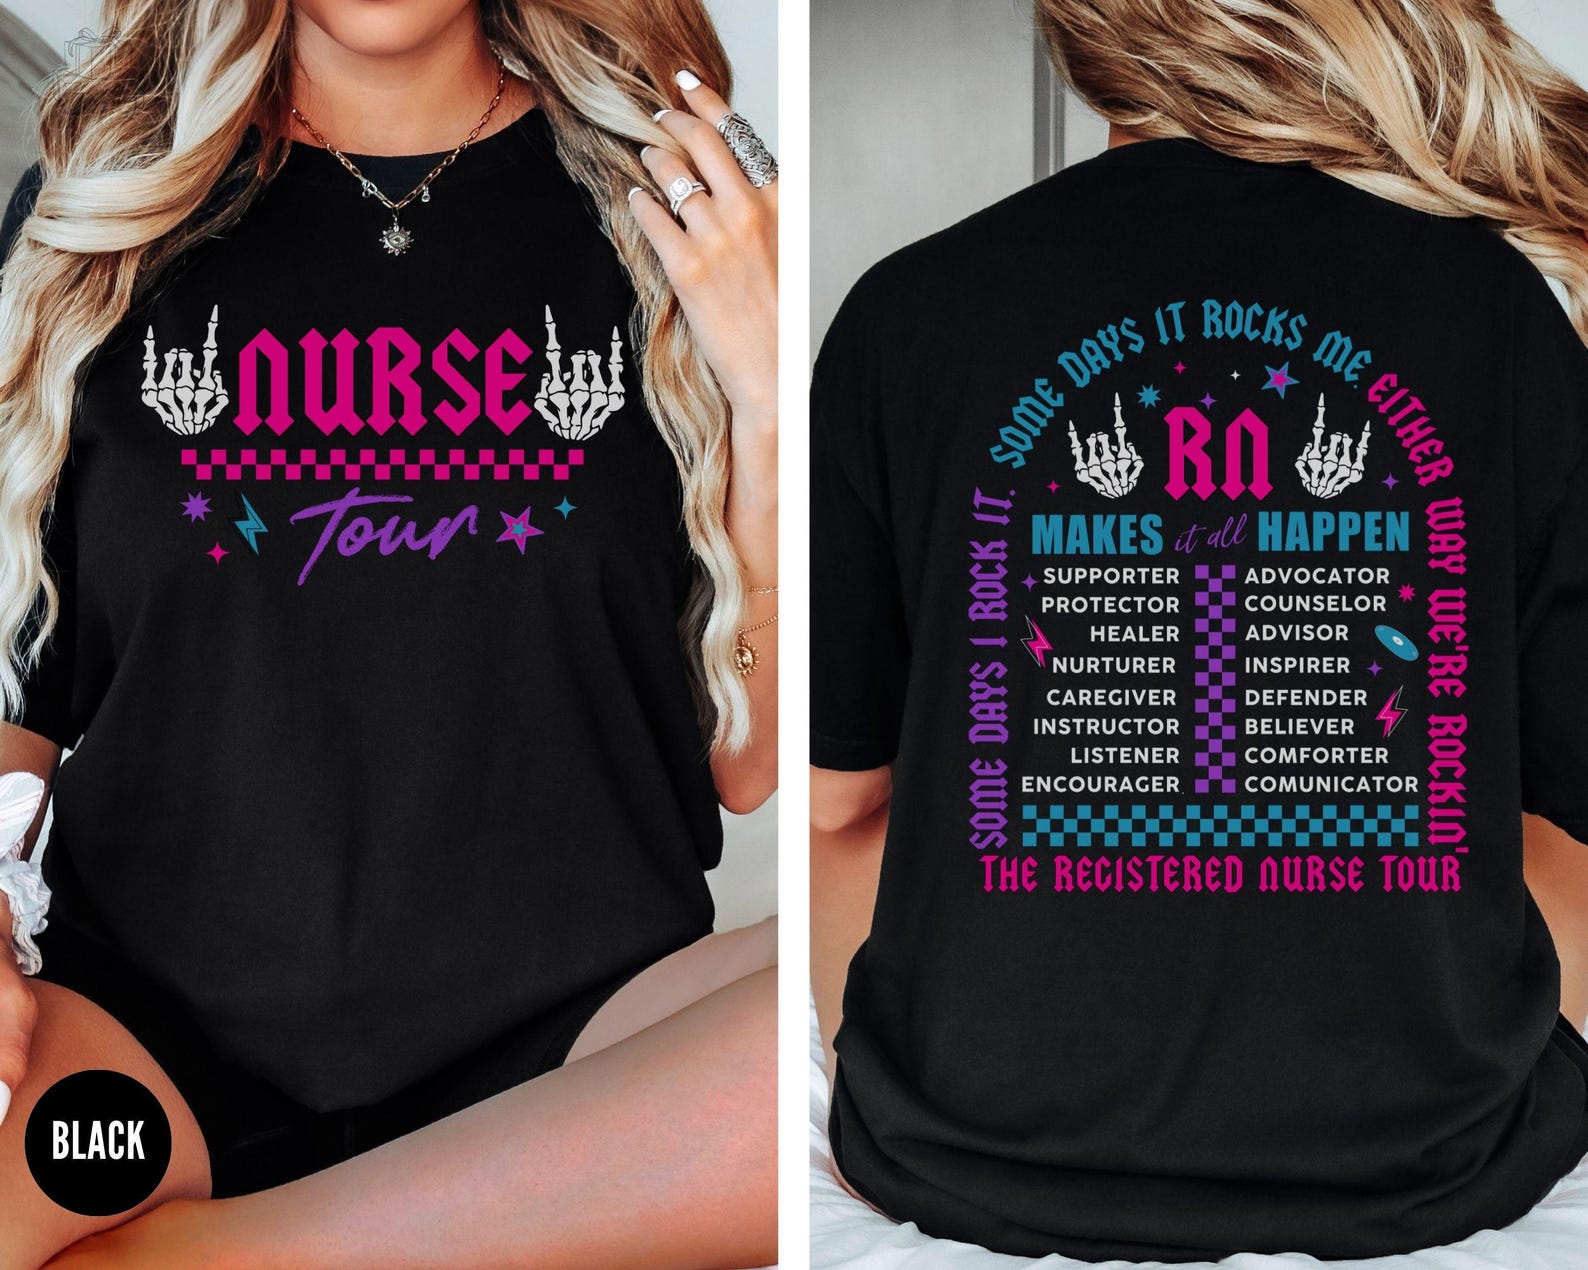 NURSE
Tour
BLACK
SOME DAYS I ROCK IT.
SOME DAYS IT ROCKS ME.
EITHER WAY WE'RE ROCKIN'
RN
MAKES it all HAPPEN
SUPPORTER ADVOCATOR
PROTECTOR COUNSELOR
HEALER ADVISOR
NURTURER INSPIRER
CAREGIVER DEFENDER
INSTRUCTOR BELIEVER
LISTENER COMFORTER
ENCOURAGER. COMUNICATOR
THE REGISTERED NURSE TOUR